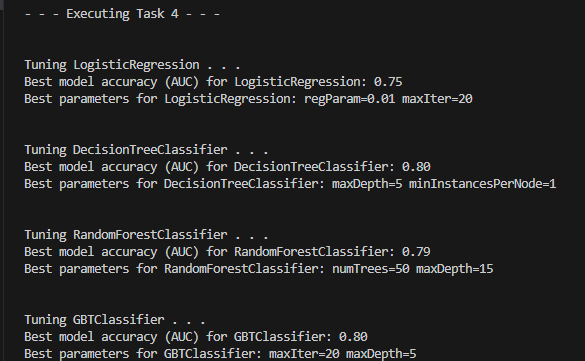 - - - Executing Task 4 - - -
Tuning LogisticRegression . . .
Best model accuracy (AUC) for LogisticRegression: 0.75
Best parameters for LogisticRegression: regParam=0.01 maxIter=20
Tuning DecisionTreeClassifier . . .
Best model accuracy (AUC) for DecisionTreeClassifier: 0.80
Best parameters for DecisionTreeClassifier: maxDepth=5 minInstancesPerNode=1
Tuning RandomForestClassifier . . .
Best model accuracy (AUC) for RandomForestClassifier: 0.79
Best parameters for RandomForestClassifier: numTrees=50 maxDepth=15
Tuning GBTClassifier . . .
Best model accuracy (AUC) for GBTClassifier: 0.80
Best parameters for GBTClassifier: maxIter=20 maxDepth=5